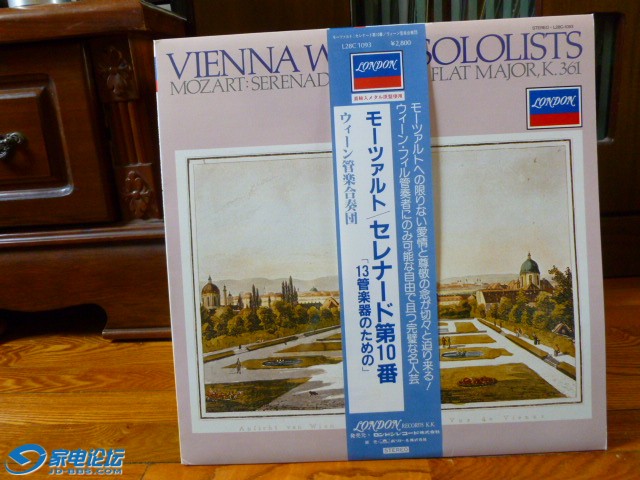 VIENNA W SOLOLISTS
MOZART: SERENAD FLAT MAJOR, K.361
L28C 1093 ¥2,800
LONDON
LONDON
モーツァルトへの限りない愛情と尊敬の念が切々と迫り来る!
ウィーン・フィル管奏者にのみ可能な自由で且つ完璧な名人芸
モーツァルト/セレナード第10番
「13管楽器のための」
ウィーン管楽合奏団
LONDON RECORDS K.K.
STEREO
家电论坛
JD-BBS.COM